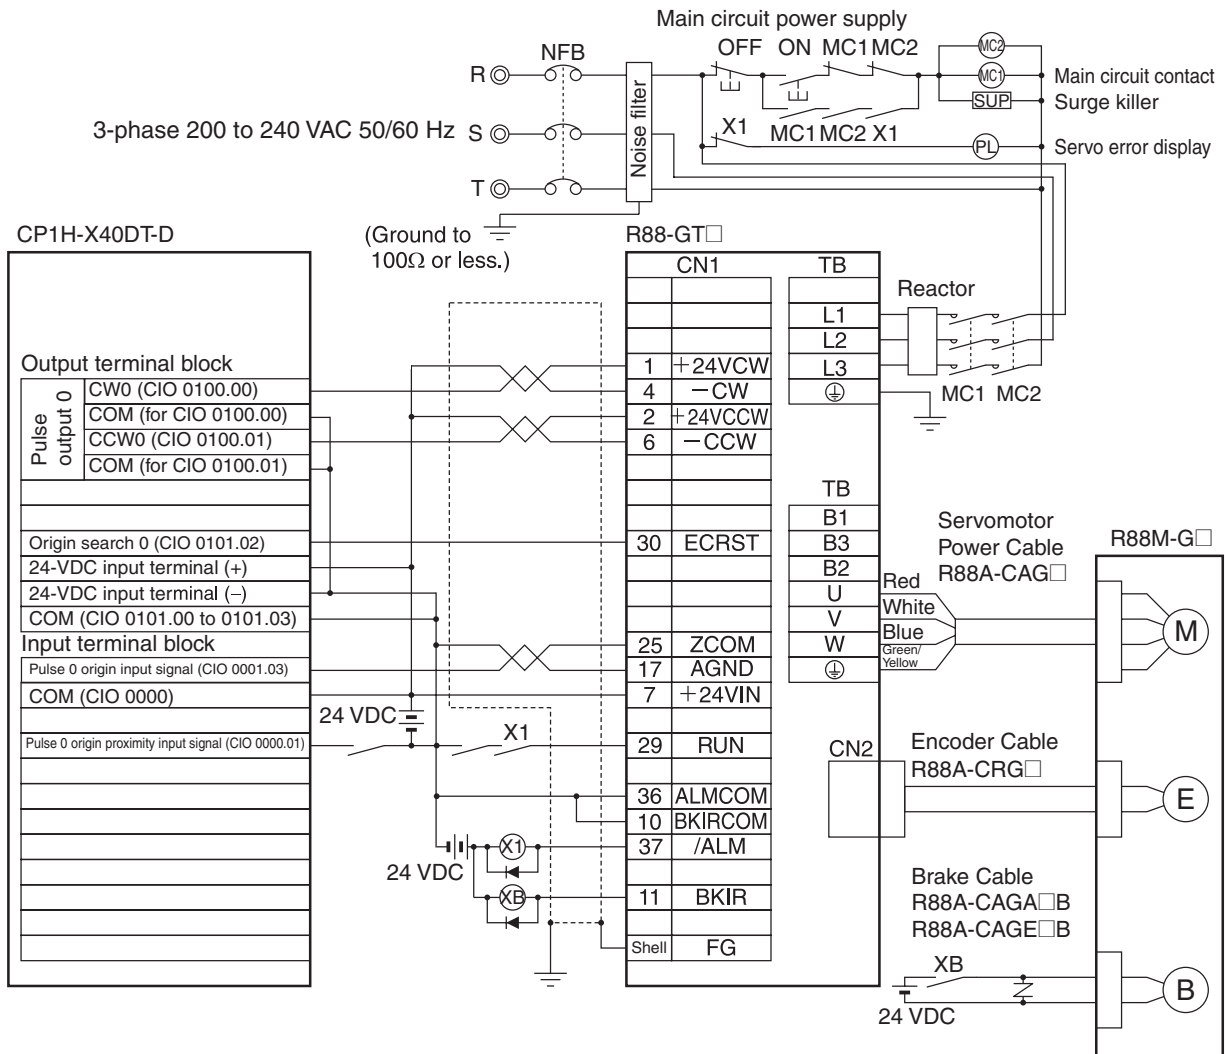 Main circuit power supply
OFF ON MC1 MC2
NFB
MC2
R
MC1
Main circuit contact
SUP
Surge killer
Noise filter
3-phase 200 to 240 VAC 50/60 Hz S
X1
MC1 MC2 X1
PL
Servo error display
T
CP1H-X40DT-D
(Ground to
100Ω or less.)
R88-GT□
CN1
TB
Reactor
L1
L2
L3
MC1 MC2
Output terminal block
Pulse output 0
CW0 (CIO 0100.00)
COM (for CIO 0100.00)
CCW0 (CIO 0100.01)
COM (for CIO 0100.01)
Origin search 0 (CIO 0101.02)
24-VDC input terminal (+)
24-VDC input terminal (−)
COM (CIO 0101.00 to 0101.03)
Input terminal block
Pulse 0 origin input signal (CIO 0001.03)
COM (CIO 0000)
Pulse 0 origin proximity input signal (CIO 0000.01)
24 VDC
X1
24 VDC
X1
XB
1 +24VCW
4 −CW
2 +24VCCW
6 −CCW
30 ECRST
25 ZCOM
17 AGND
7 +24VIN
29 RUN
36 ALMCOM
10 BKIRCOM
37 /ALM
11 BKIR
Shell FG
TB
B1
B3
B2
U
V
W
Red
White
Blue
Green/
Yellow
Servomotor
Power Cable
R88A-CAG□
R88M-G□
M
CN2
Encoder Cable
R88A-CRG□
E
Brake Cable
R88A-CAGA□B
R88A-CAGE□B
XB
24 VDC
B